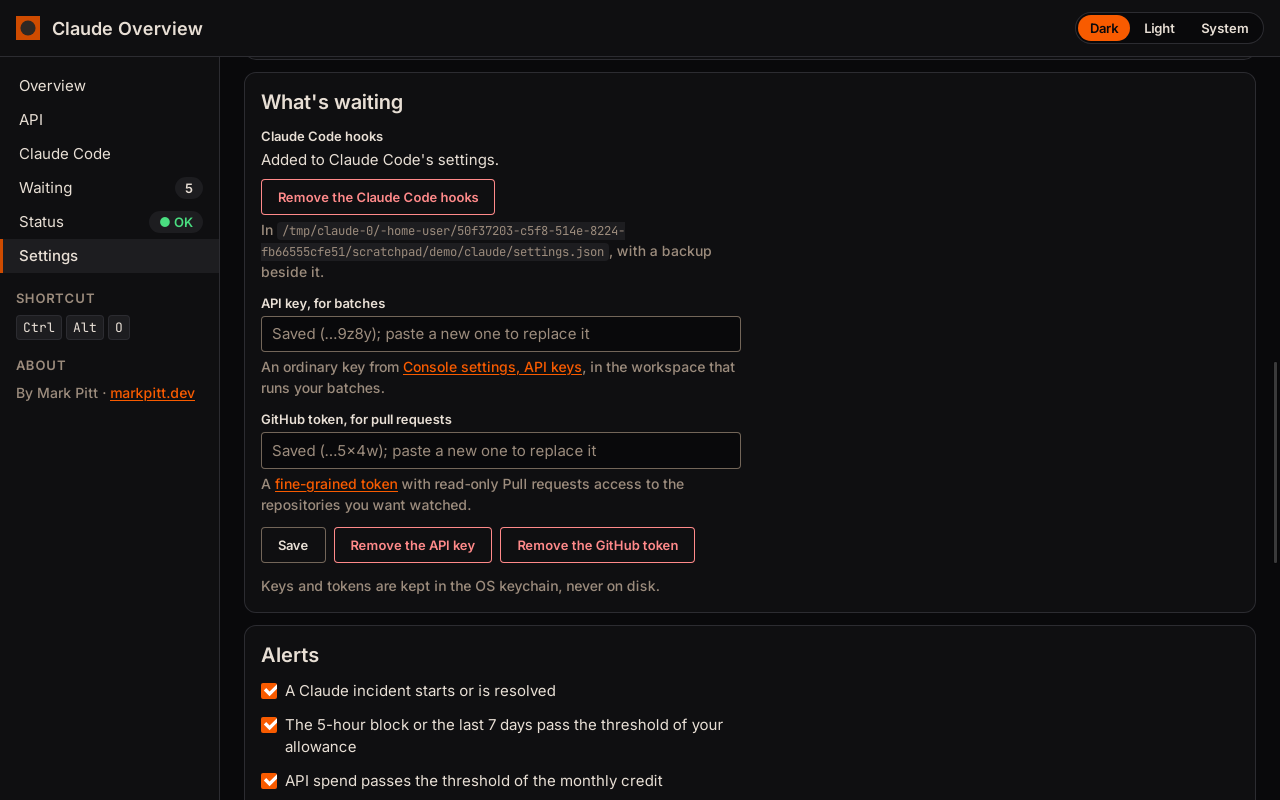 Claude Overview
Dark Light System
Overview
API
Claude Code
Waiting 5
Status OK
Settings
SHORTCUT
Ctrl Alt O
ABOUT
By Mark Pitt · markpitt.dev
What's waiting
Claude Code hooks
Added to Claude Code's settings.
Remove the Claude Code hooks
In /tmp/claude-0/-home-user/50f37203-c5f8-514e-8224-
fb66555cfe51/scratchpad/demo/claude/settings.json, with a backup
beside it.
API key, for batches
Saved (…9z8y); paste a new one to replace it
An ordinary key from Console settings, API keys, in the workspace that
runs your batches.
GitHub token, for pull requests
Saved (…5×4w); paste a new one to replace it
A fine-grained token with read-only Pull requests access to the
repositories you want watched.
Save Remove the API key Remove the GitHub token
Keys and tokens are kept in the OS keychain, never on disk.
Alerts
A Claude incident starts or is resolved
The 5-hour block or the last 7 days pass the threshold of your
allowance
API spend passes the threshold of the monthly credit